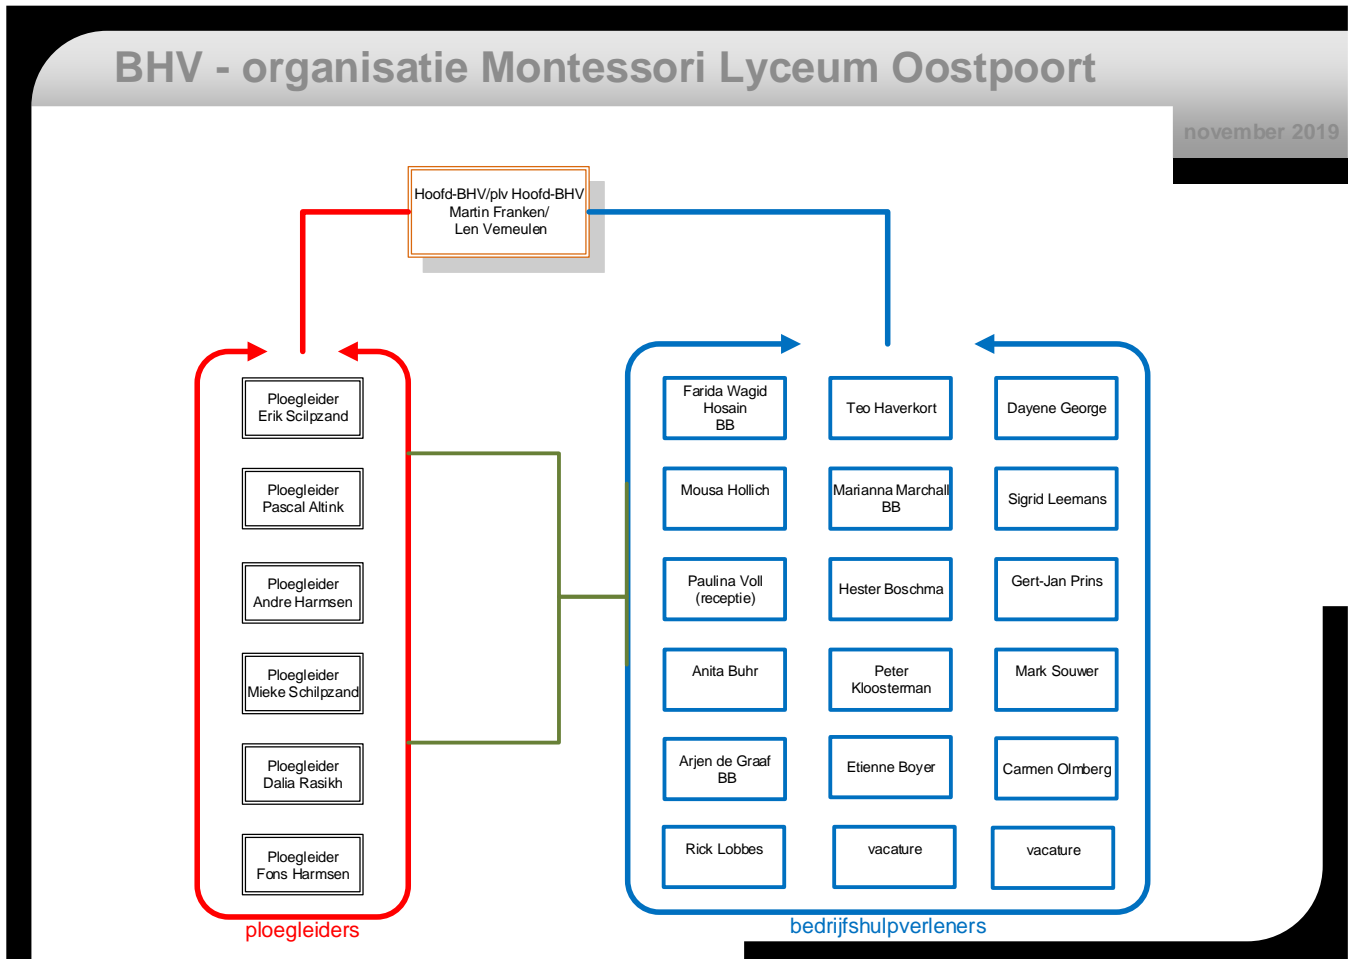 BHV - organisatie Montessori Lyceum Oostpoort
november 2019
Hoofd-BHV/plv Hoofd-BHV
Martin Franken/
Len Verneulen
Ploegleider
Erik Scilpzand
Ploegleider
Pascal Altink
Ploegleider
Andre Harmsen
Ploegleider
Mieke Schilpzand
Ploegleider
Dalia Rasikh
Ploegleider
Fons Harmsen
ploegleiders
Farida Wagid
Hosain
BB
Teo Haverkort
Dayene George
Mousa Hollich
Marianna Marchall
BB
Sigrid Leemans
Paulina Voll
(receptie)
Hester Boschma
Gert-Jan Prins
Anita Buhr
Peter
Kloosterman
Mark Souwer
Arjen de Graaf
BB
Etienne Boyer
Carmen Olmberg
Rick Lobbes
vacature
vacature
bedrijfshulpverleners